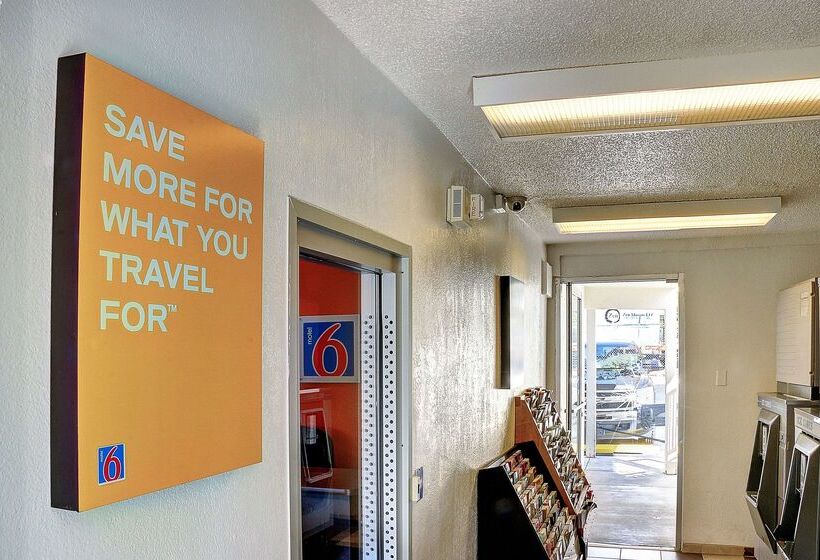 SAVE
MORE FOR
WHAT YOU
TRAVEL
FOR™
6
motel
6